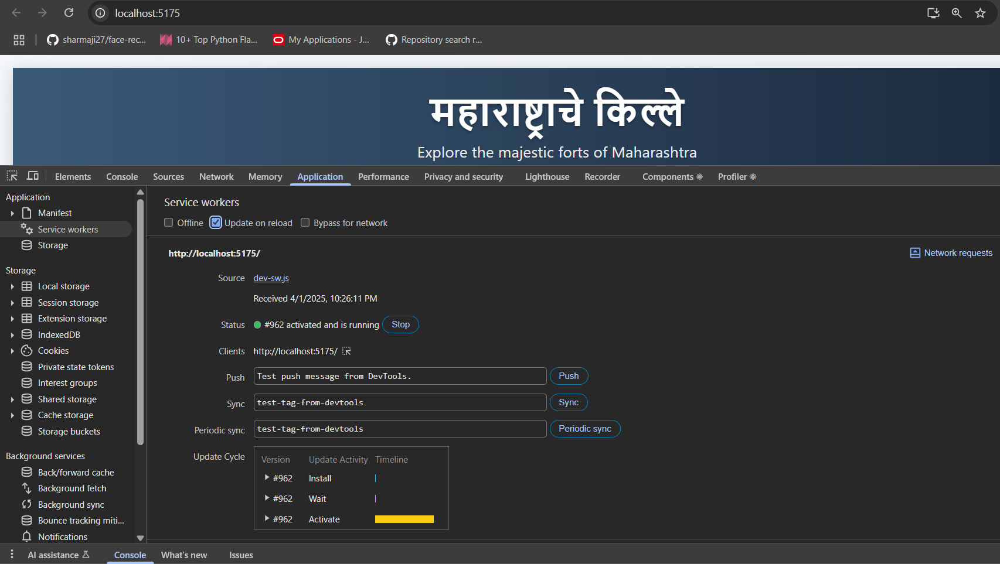 localhost:5175
sharmaji27/face-rec...
10+ Top Python Fla...
My Applications - J...
Repository search r...
महाराष्ट्राचे किल्ले
Explore the majestic forts of Maharashtra
Elements Console Sources Network Memory Application Performance Privacy and security Lighthouse Recorder Components Profiler
Application
Manifest
Service workers
Storage
Storage
Local storage
Session storage
Extension storage
IndexedDB
Cookies
Private state tokens
Interest groups
Shared storage
Cache storage
Storage buckets
Background services
Back/forward cache
Background fetch
Background sync
Bounce tracking miti...
Notifications
Service workers
Offline Update on reload Bypass for network
http://localhost:5175/ Network requests
Source dev-sw.js
Received 4/1/2025, 10:26:11 PM
Status #962 activated and is running Stop
Clients http://localhost:5175/
Push Test push message from DevTools. Push
Sync test-tag-from-devtools Sync
Periodic sync test-tag-from-devtools Periodic sync
Update Cycle
Version Update Activity Timeline
#962 Install
#962 Wait
#962 Activate
AI assistance Console What's new Issues